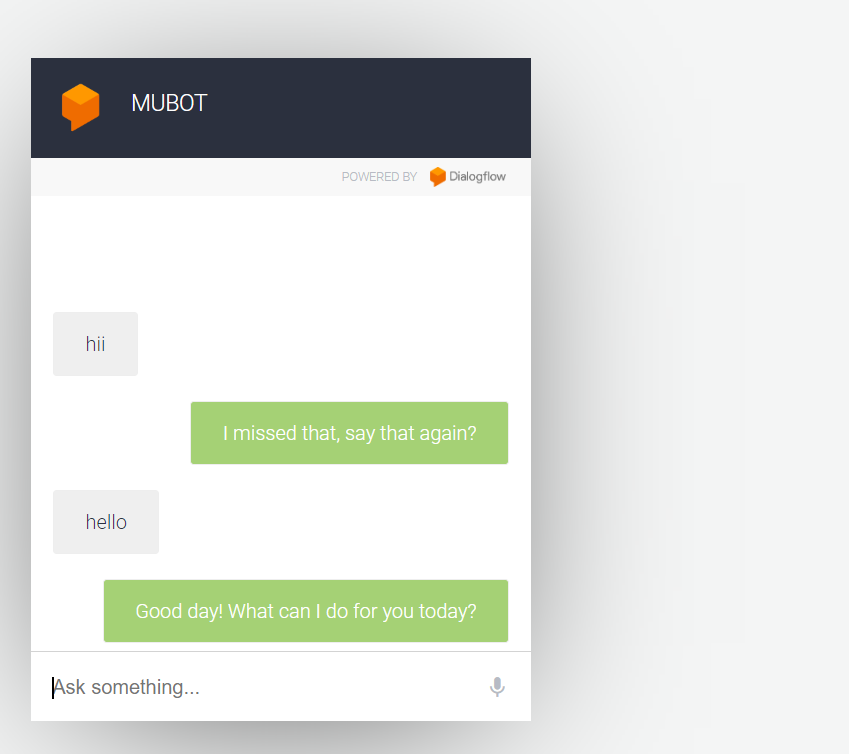 MUBOT
POWERED BY Dialogflow
hii
I missed that, say that again?
hello
Good day! What can I do for you today?
Ask something...